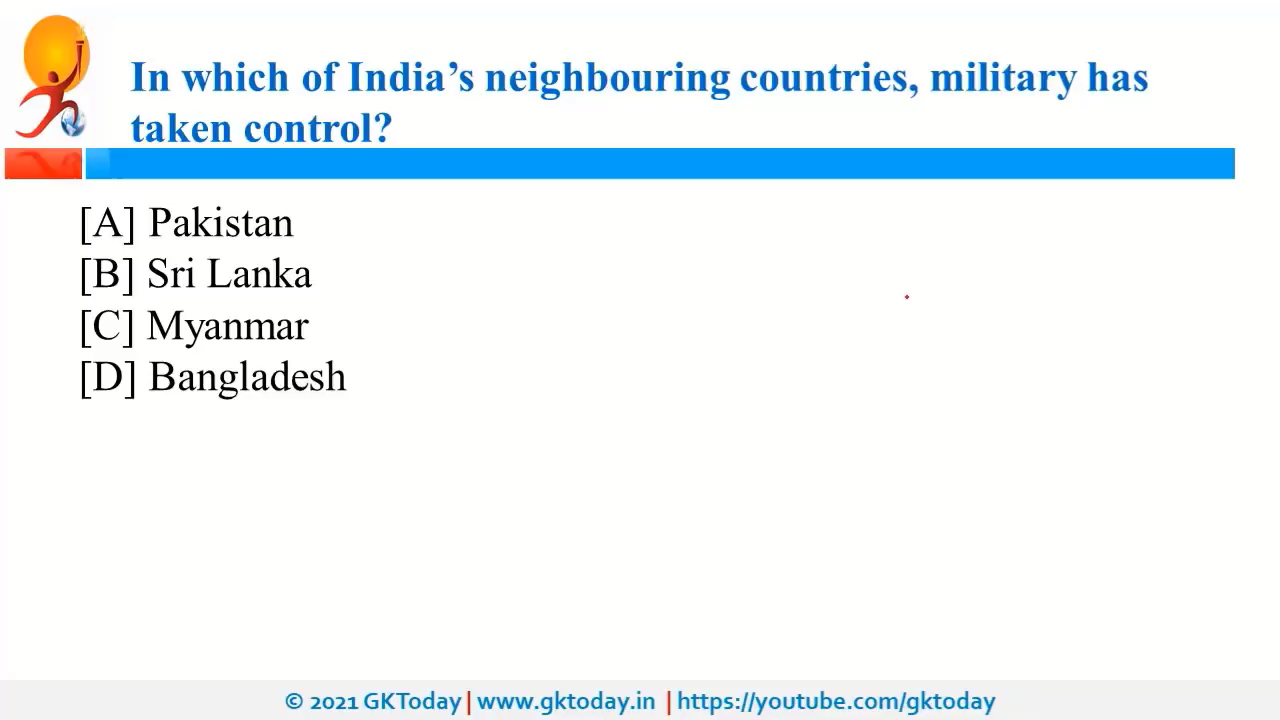 In which of India’s neighbouring countries, military has
taken control?
[A] Pakistan
[B] Sri Lanka
[C] Myanmar
[D] Bangladesh
© 2021 GKToday | www.gktoday.in | https://youtube.com/gktoday